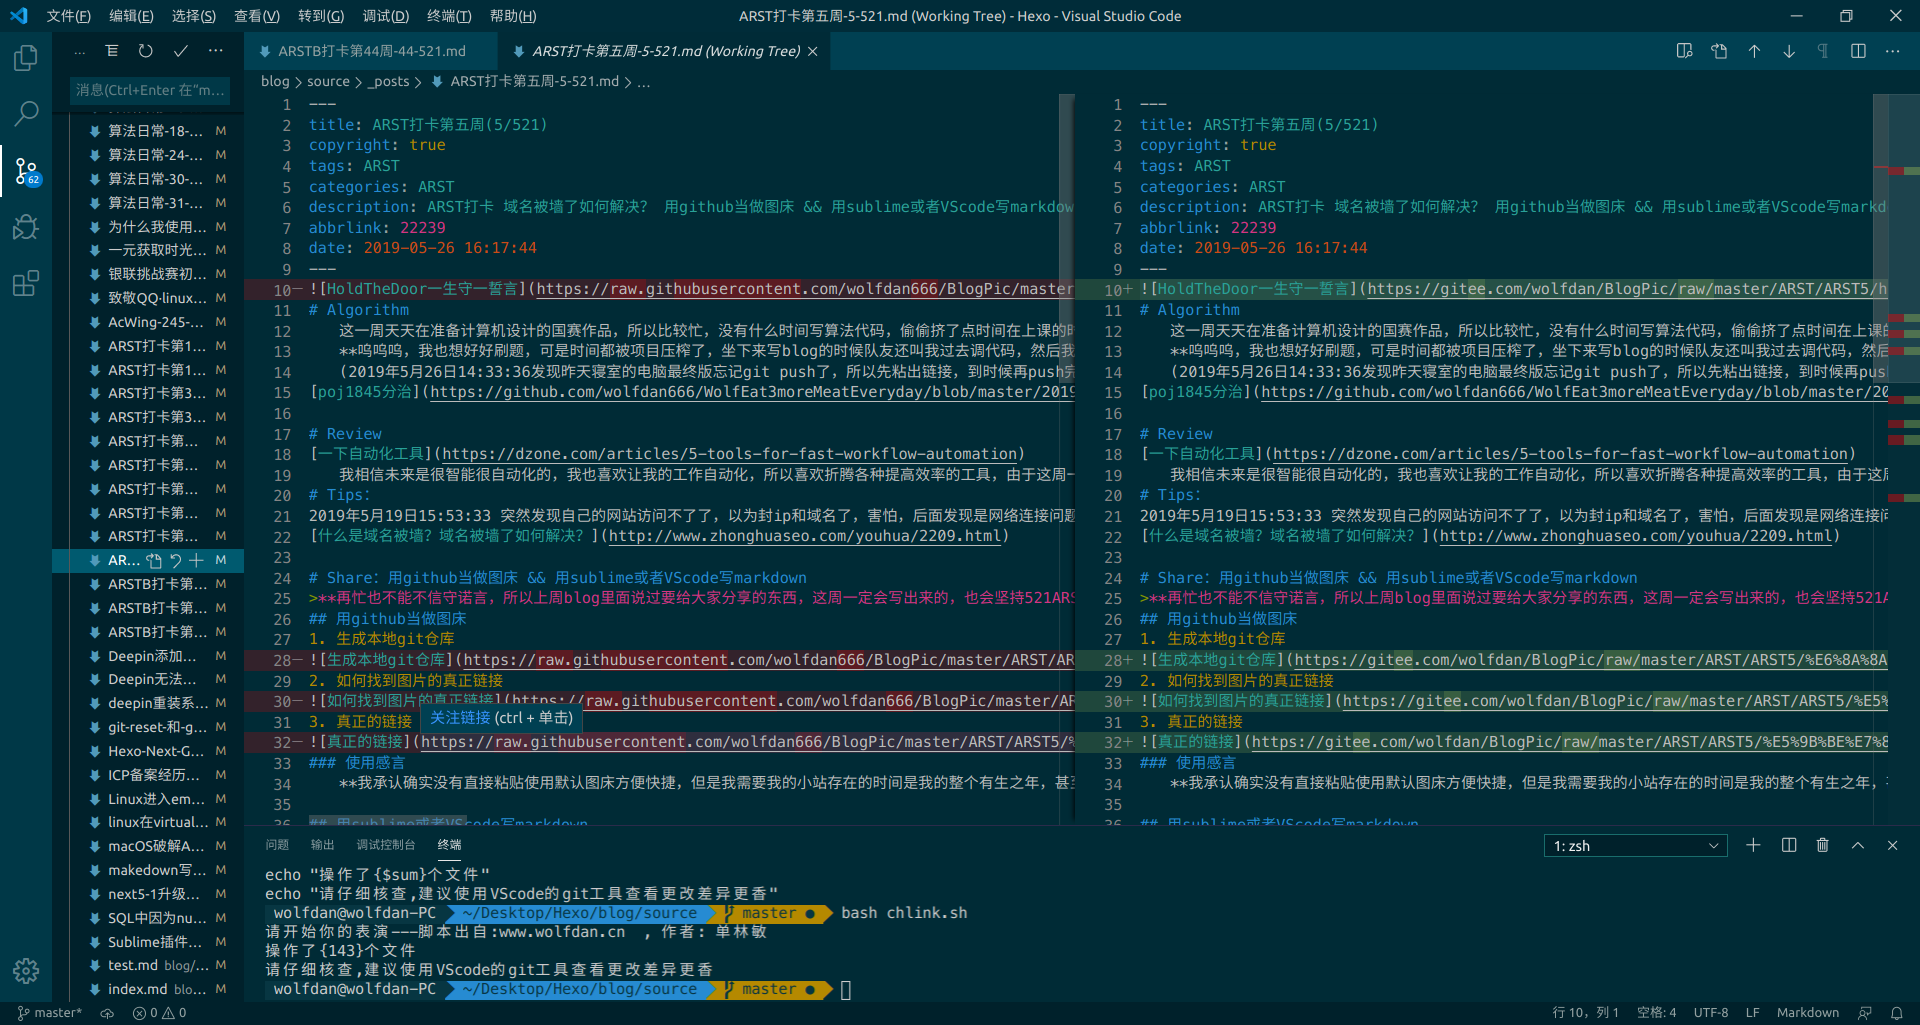 文件(F) 编辑(E) 选择(S) 查看(V) 转到(G) 调试(D) 终端(T) 帮助(H)
ARST打卡第五周-5-521.md (Working Tree) - Hexo - Visual Studio Code
ARSTB打卡第44周-44-521.md
ARST打卡第五周-5-521.md (Working Tree)
消息(Ctrl+Enter 在"m...
blog > source > _posts > ARST打卡第五周-5-521.md > ...
62
算法日常-18-... M
算法日常-24-... M
算法日常-30-... M
算法日常-31-... M
为什么我使用... M
一元获取时光... M
银联挑战赛初... M
致敬QQ·linux... M
AcWing-245-... M
ARST打卡第1... M
ARST打卡第1... M
ARST打卡第3... M
ARST打卡第3... M
ARST打卡第... M
ARST打卡第... M
ARST打卡第... M
ARST打卡第... M
ARST打卡第... M
AR... M
ARSTB打卡第... M
ARSTB打卡第... M
ARSTB打卡第... M
Deepin添加... M
Deepin无法... M
deepin重装系... M
git-reset-和-g... M
Hexo-Next-G... M
ICP备案经历... M
Linux进入em... M
linux在virtual... M
macOS破解A... M
makedown写... M
next5-1升级... M
SQL中因为nu... M
Sublime插件... M
test.md blog/... M
index.md blo... M
1 ---
2 title: ARST打卡第五周(5/521)
3 copyright: true
4 tags: ARST
5 categories: ARST
6 description: ARST打卡 域名被墙了如何解决? 用github当做图床 && 用sublime或者VScode写markdow
7 abbrlink: 22239
8 date: 2019-05-26 16:17:44
9 ---
10− ![HoldTheDoor一生守一誓言](https://raw.githubusercontent.com/wolfdan666/BlogPic/master
11 # Algorithm
12 这一周天天在准备计算机设计的国赛作品，所以比较忙，没有什么时间写算法代码，偷偷挤了点时间在上课的时
13 **呜呜呜，我也想好好刷题，可是时间都被项目压榨了，坐下来写blog的时候队友还叫我过去调代码，然后我
14 (2019年5月26日14:33:36发现昨天寝室的电脑最终版忘记git push了，所以先粘出链接，到时候再push完
15 [poj1845分治](https://github.com/wolfdan666/WolfEat3moreMeatEveryday/blob/master/2019
16
17 # Review
18 [一下自动化工具](https://dzone.com/articles/5-tools-for-fast-workflow-automation)
19 我相信未来是很智能很自动化的，我也喜欢让我的工作自动化，所以喜欢折腾各种提高效率的工具，由于这周一
20 # Tips:
21 2019年5月19日15:53:33 突然发现自己的网站访问不了了，以为封ip和域名了，害怕，后面发现是网络连接问题
22 [什么是域名被墙? 域名被墙了如何解决? ](http://www.zhonghuaseo.com/youhua/2209.html)
23
24 # Share: 用github当做图床 && 用sublime或者VScode写markdown
25 >**再忙也不能不信守诺言，所以上周blog里面说过要给大家分享的东西，这周一定会写出来的，也会坚持521ARS
26 ## 用github当做图床
27 1. 生成本地git仓库
28− ![生成本地git仓库](https://raw.githubusercontent.com/wolfdan666/BlogPic/master/ARST/AR
29 2. 如何找到图片的真正链接
30− ![如何找到图片的真正链接](https://raw.githubusercontent.com/wolfdan666/BlogPic/master/A
31 3. 真正的链接
关注链接 (ctrl + 单击)
32− ![真正的链接](https://raw.githubusercontent.com/wolfdan666/BlogPic/master/ARST/ARST5/%
33 ### 使用感言
34 **我承认确实没有直接粘贴使用默认图床方便快捷，但是我需要我的小站存在的时间是我的整个有生之年，甚至
35
36 ## 用sublime或者VScode写markdown
1 ---
2 title: ARST打卡第五周(5/521)
3 copyright: true
4 tags: ARST
5 categories: ARST
6 description: ARST打卡 域名被墙了如何解决? 用github当做图床 && 用sublime或者VScode写markd
7 abbrlink: 22239
8 date: 2019-05-26 16:17:44
9 ---
10+ ![HoldTheDoor一生守一誓言](https://gitee.com/wolfdan/BlogPic/raw/master/ARST/ARST5/h
11 # Algorithm
12 这一周天天在准备计算机设计的国赛作品，所以比较忙，没有什么时间写算法代码，偷偷挤了点时间在上课的
13 **呜呜呜，我也想好好刷题，可是时间都被项目压榨了，坐下来写blog的时候队友还叫我过去调代码，然后
14 (2019年5月26日14:33:36发现昨天寝室的电脑最终版忘记git push了，所以先粘出链接，到时候再pus
15 [poj1845分治](https://github.com/wolfdan666/WolfEat3moreMeatEveryday/blob/master/20
16
17 # Review
18 [一下自动化工具](https://dzone.com/articles/5-tools-for-fast-workflow-automation)
19 我相信未来是很智能很自动化的，我也喜欢让我的工作自动化，所以喜欢折腾各种提高效率的工具，由于这周
20 # Tips:
21 2019年5月19日15:53:33 突然发现自己的网站访问不了了，以为封ip和域名了，害怕，后面发现是网络连接问
22 [什么是域名被墙? 域名被墙了如何解决? ](http://www.zhonghuaseo.com/youhua/2209.html)
23
24 # Share: 用github当做图床 && 用sublime或者VScode写markdown
25 >**再忙也不能不信守诺言，所以上周blog里面说过要给大家分享的东西，这周一定会写出来的，也会坚持521A
26 ## 用github当做图床
27 1. 生成本地git仓库
28+ ![生成本地git仓库](https://gitee.com/wolfdan/BlogPic/raw/master/ARST/ARST5/%E6%8A%8A
29 2. 如何找到图片的真正链接
30+ ![如何找到图片的真正链接](https://gitee.com/wolfdan/BlogPic/raw/master/ARST/ARST5/%E5%
31 3. 真正的链接
32+ ![真正的链接](https://gitee.com/wolfdan/BlogPic/raw/master/ARST/ARST5/%E5%9B%BE%E7%8
33 ### 使用感言
34 **我承认确实没有直接粘贴使用默认图床方便快捷，但是我需要我的小站存在的时间是我的整个有生之年，
35
36 ## 用sublime或者VScode写markdown
问题 输出 调试控制台 终端
1: zsh
echo "操作了{$sum}个文件"
echo "请仔细核查,建议使用VScode的git工具查看更改差异更香"
wolfdan@wolfdan-PC ~/Desktop/Hexo/blog/source master ● bash chlink.sh
请开始你的表演---脚本出自:www.wolfdan.cn ，作者: 单林敏
操作了{143}个文件
请仔细核查,建议使用VScode的git工具查看更改差异更香
wolfdan@wolfdan-PC ~/Desktop/Hexo/blog/source master ●
master* 0 0
行 10，列 1 空格: 4 UTF-8 LF Markdown